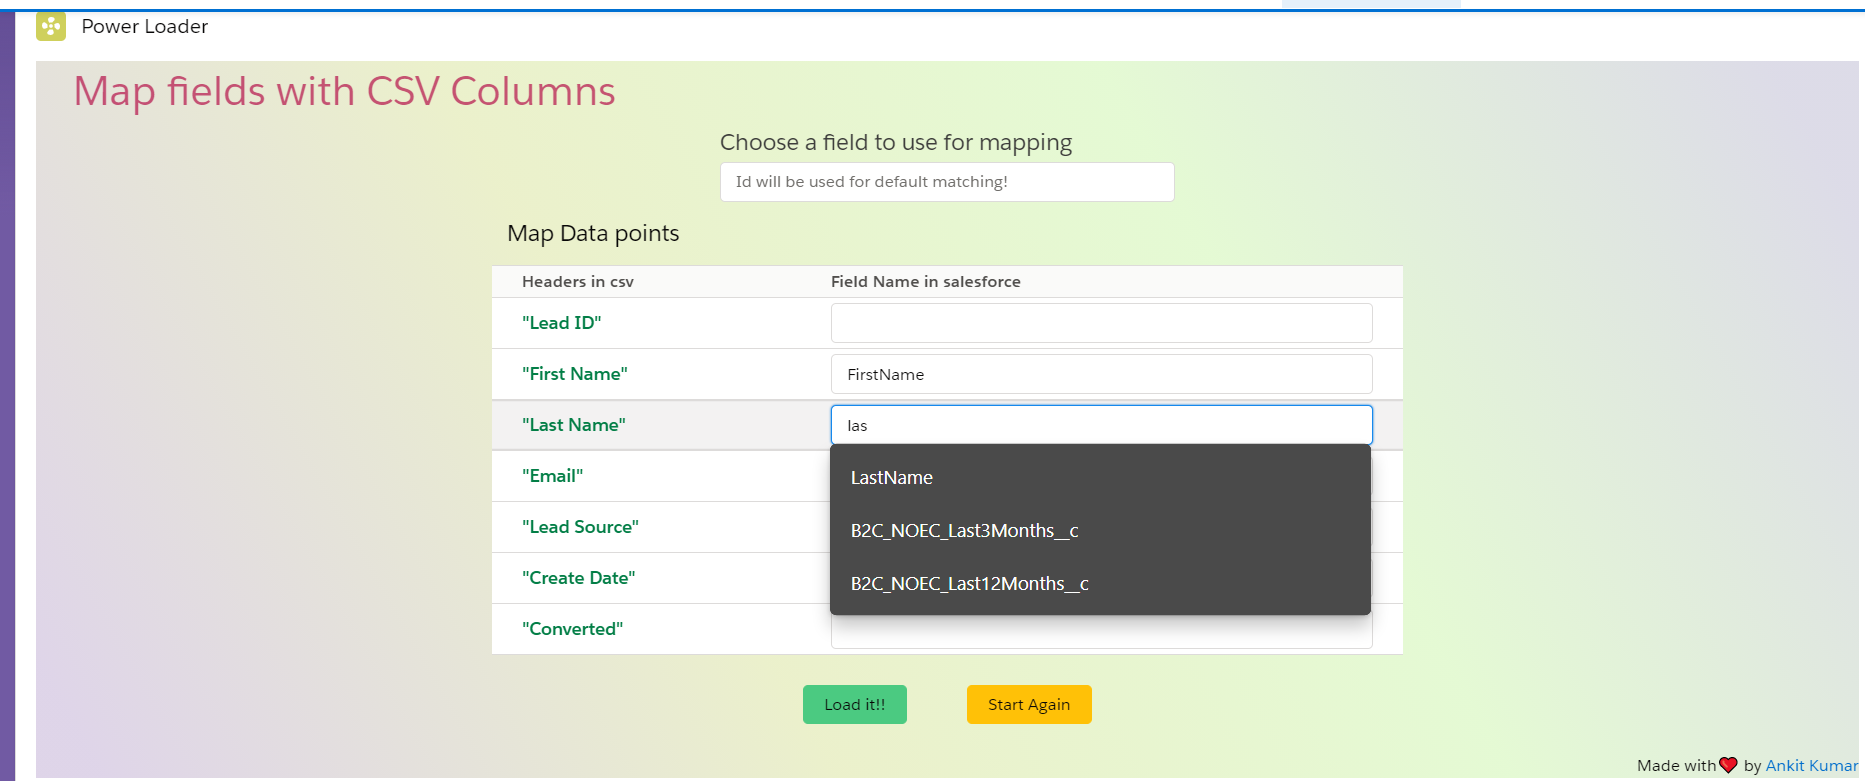 Power Loader
Map fields with CSV Columns
Choose a field to use for mapping
Id will be used for default matching!
Map Data points
Headers in csv Field Name in salesforce
"Lead ID"
"First Name" FirstName
"Last Name" las
"Email" LastName
"Lead Source" B2C_NOEC_Last3Months__c
"Create Date" B2C_NOEC_Last12Months__c
"Converted"
Load it!! Start Again
Made with ❤ by Ankit Kumar